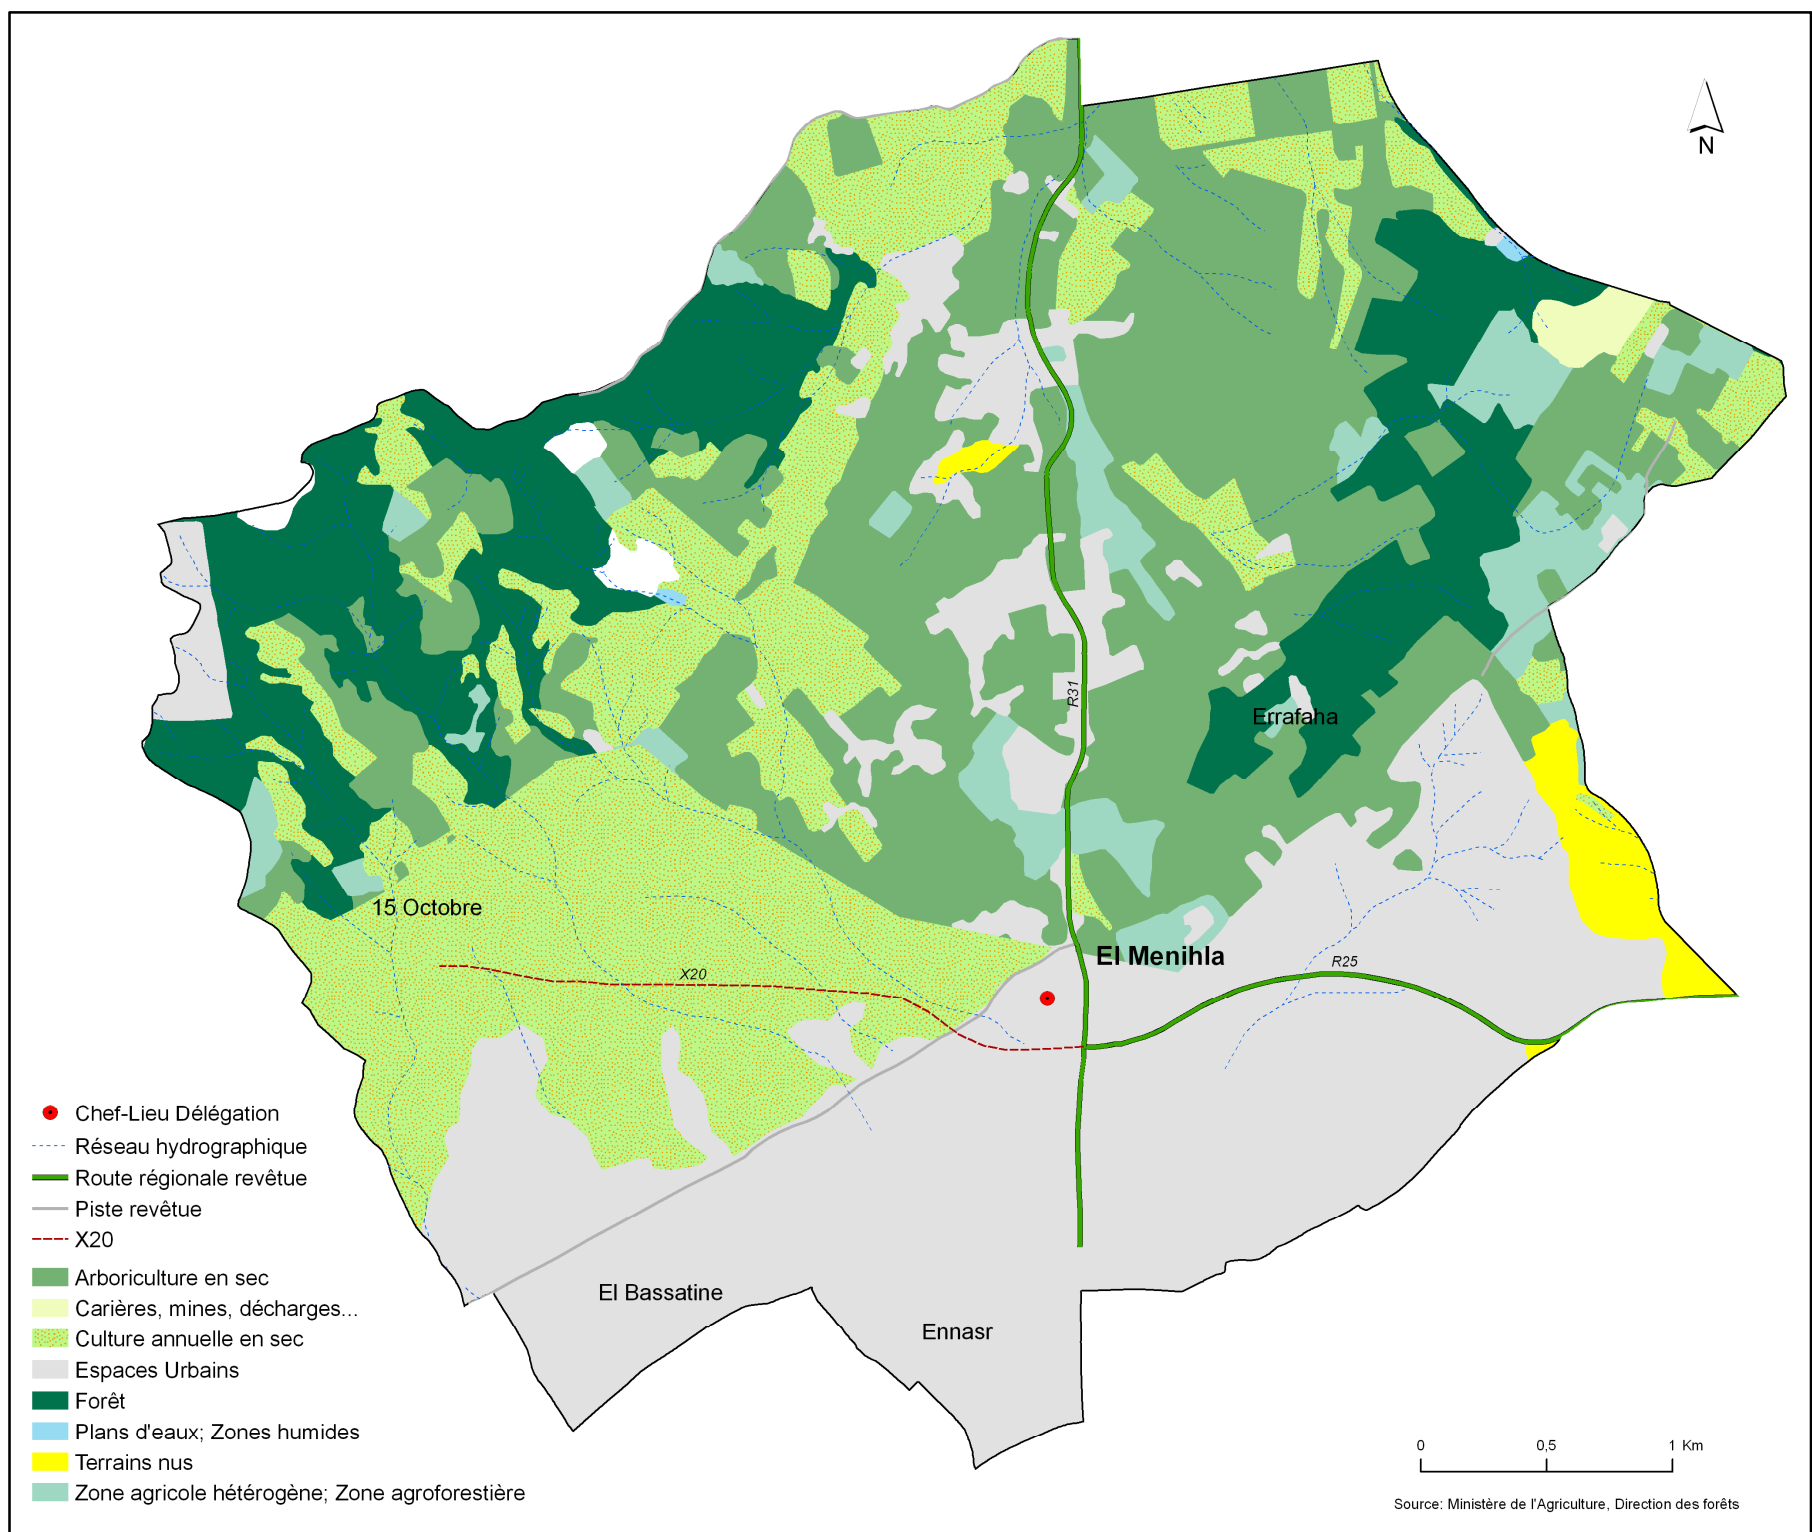 N
R31
Errafaha
15 Octobre
El Menihla
R25
X20
El Bassatine
Ennasr
Chef-Lieu Délégation
Réseau hydrographique
Route régionale revêtue
Piste revêtue
X20
Arboriculture en sec
Carières, mines, décharges...
Culture annuelle en sec
Espaces Urbains
Forêt
Plans d'eaux; Zones humides
Terrains nus
Zone agricole hétérogène; Zone agroforestière
0 0,5 1 Km
Source: Ministère de l'Agriculture, Direction des forêts